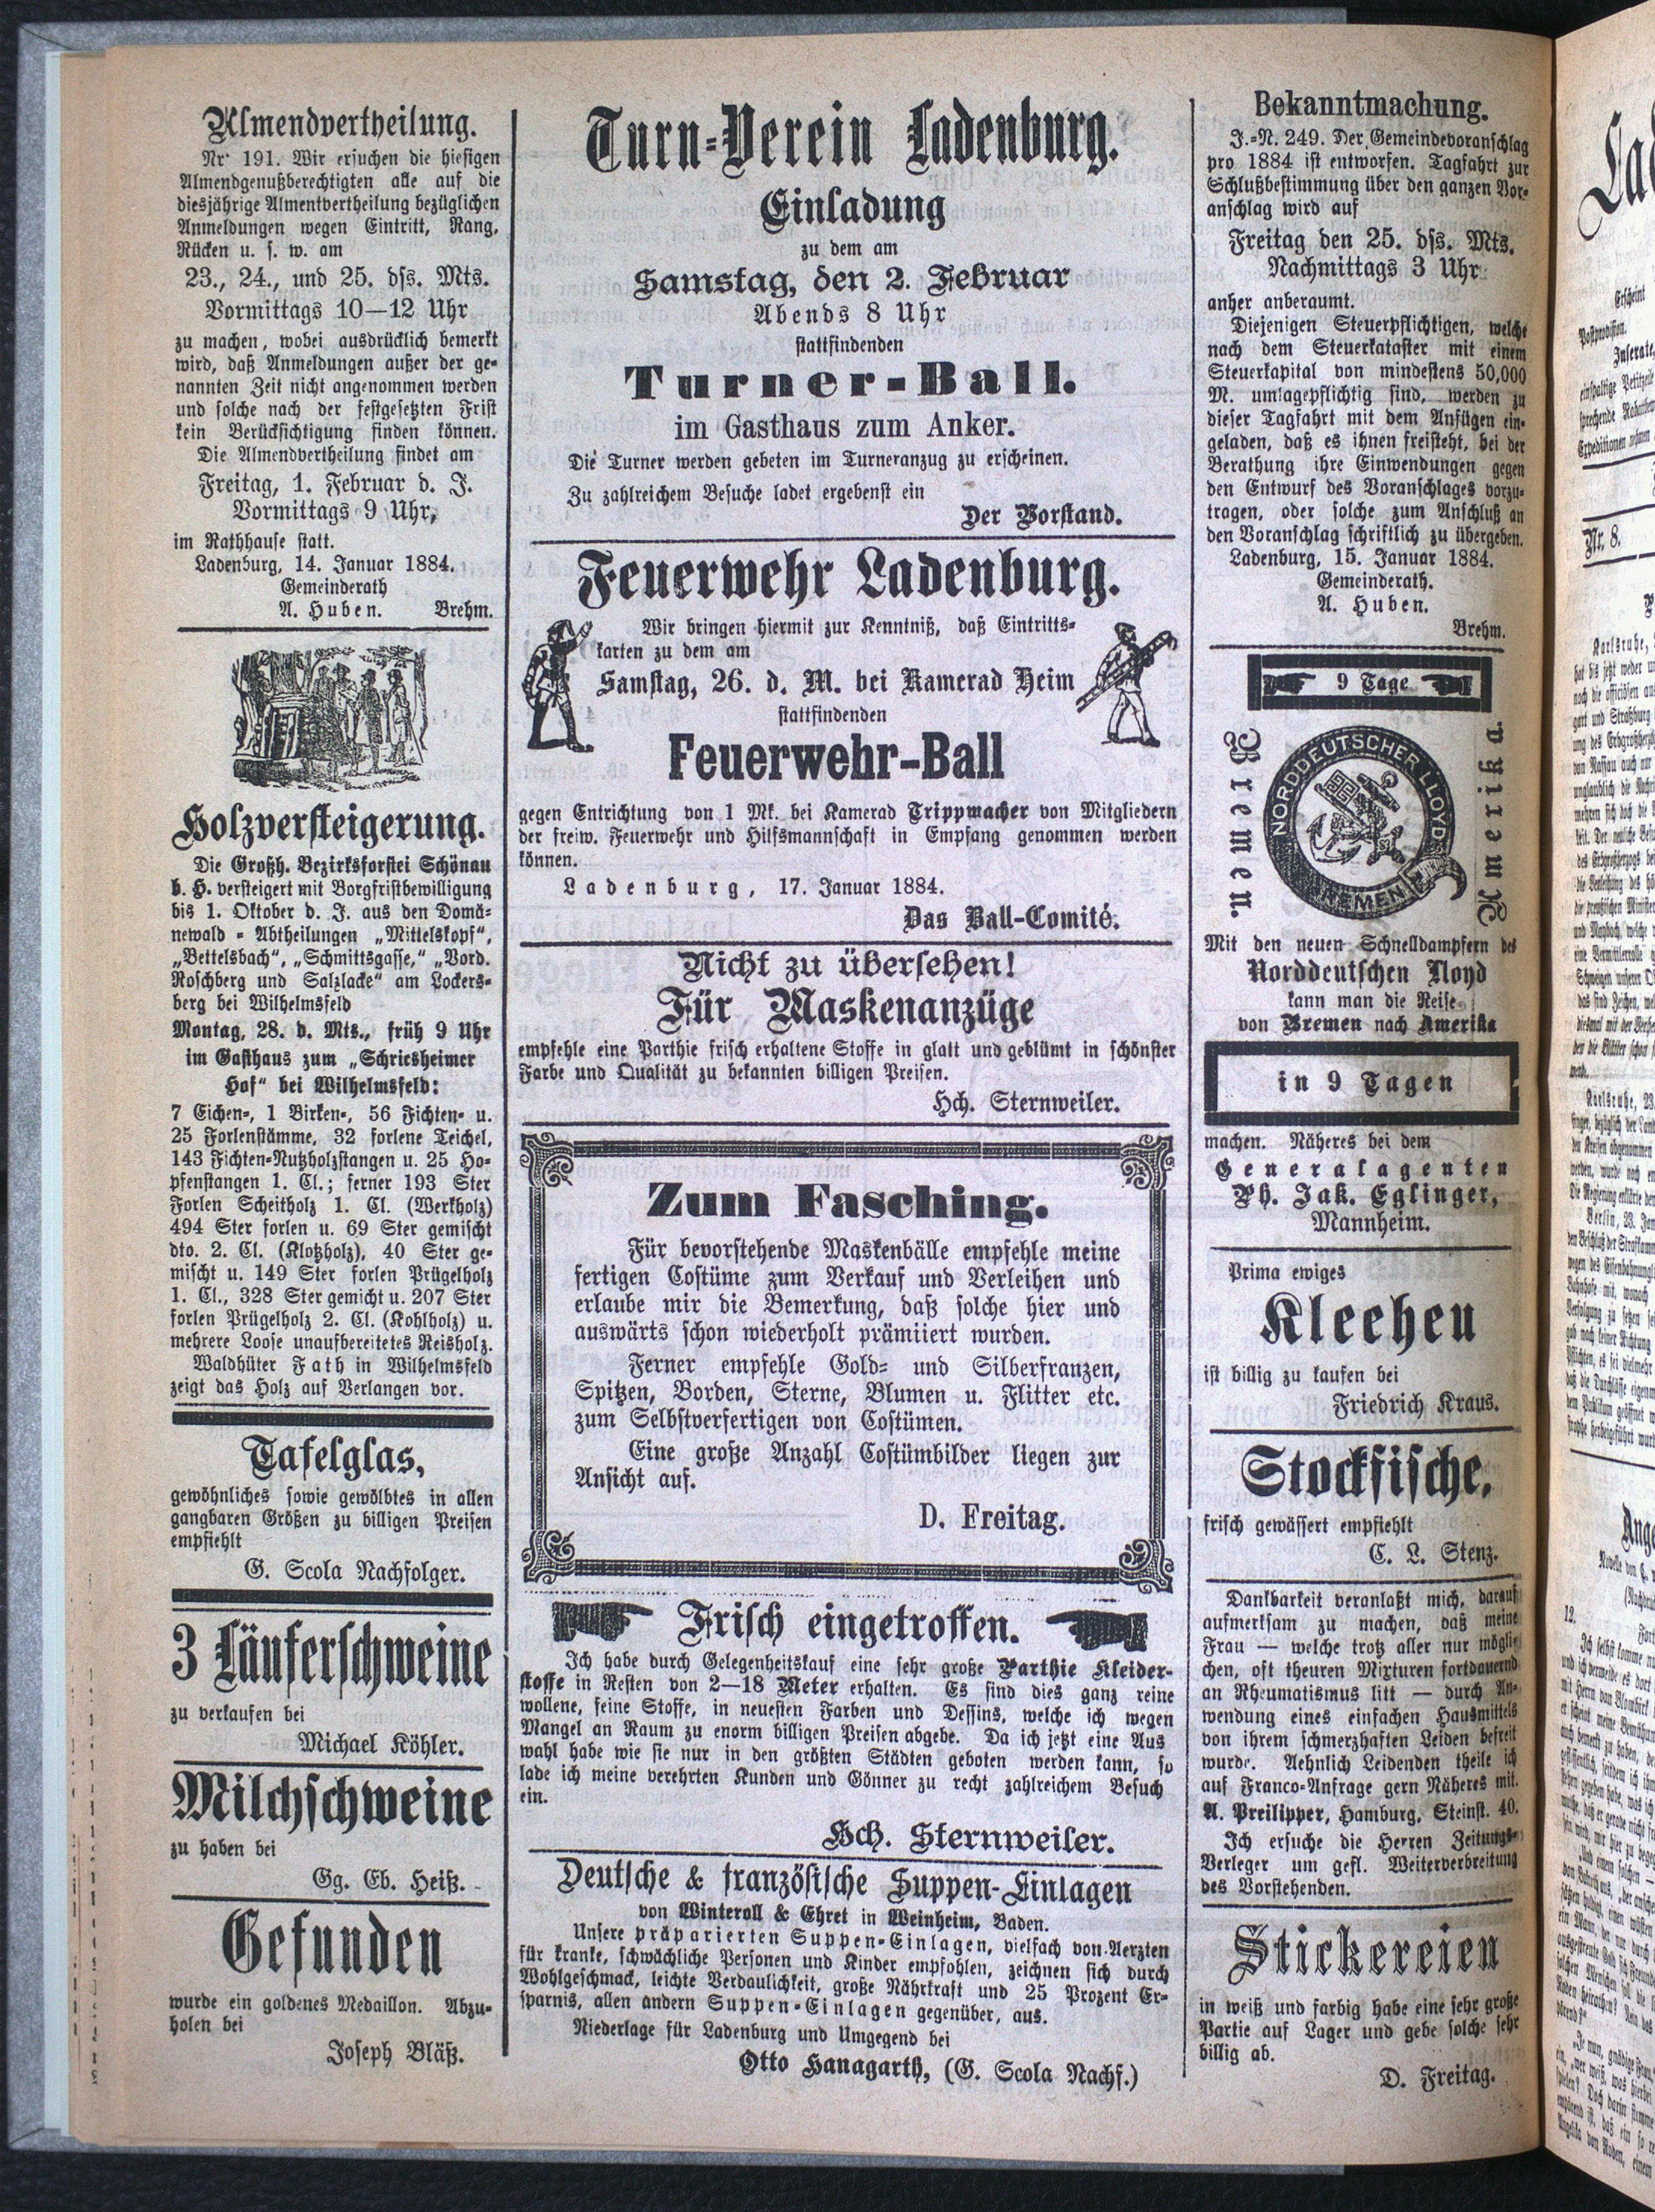 Almendvertheilung.
Nr. 191. Wir ersuchen die hiesigen
Almendgenußberechtigten alle auf die
diesjährige Almentvertheilung bezüglichen
Anmeldungen wegen Eintritt, Rang,
Rücken u. s. w. am
23., 24., und 25. dss. Mts.
Vormittags 10—12 Uhr
zu machen, wobei ausdrücklich bemerkt
wird, daß Anmeldungen außer der ge-
nannten Zeit nicht angenommen werden
und solche nach der festgesetzten Frist
kein Berücksichtigung finden können.
Die Almendvertheilung findet am
Freitag, 1. Februar d. J.
Vormittags 9 Uhr,
im Rathhause statt.
Ladenburg, 14. Januar 1884.
Gemeinderath
A. Huben. Brehm.
Holzversteigerung.
Die Großh. Bezirksforstei Schönau
b. H. versteigert mit Borgfristbewilligung
bis 1. Oktober d. J. aus den Domä-
newald - Abtheilungen „Mittelskopf“,
„Bettelsbach“, „Schmittsgasse,“ „Vord.
Roschberg und Salzlacke“ am Lockers-
berg bei Wilhelmsfeld
Montag, 28. d. Mts., früh 9 Uhr
im Gasthaus zum „Schriesheimer
Hof“ bei Wilhelmsfeld:
7 Eichen-, 1 Birken-, 56 Fichten- u.
25 Forlenstämme, 32 forlene Teichel,
143 Fichten-Nutzholzstangen u. 25 Ho-
pfenstangen 1. Cl.; ferner 193 Ster
Forlen Scheitholz 1. Cl. (Werkholz)
494 Ster forlen u. 69 Ster gemischt
dto. 2. Cl. (Klotzholz), 40 Ster ge-
mischt u. 149 Ster forlen Prügelholz
1. Cl., 328 Ster gemicht u. 207 Ster
forlen Prügelholz 2. Cl. (Kohlholz) u.
mehrere Loose unaufbereitetes Reisholz.
Waldhüter Fath in Wilhelmsfeld
zeigt das Holz auf Verlangen vor.
Tafelglas,
gewöhnliches sowie gewölbtes in allen
gangbaren Größen zu billigen Preisen
empfiehlt
G. Scola Nachfolger.
3 Läuferschweine
zu verkaufen bei
Michael Köhler.
Milchschweine
zu haben bei
Gg. Eb. Heiß.
Gefunden
wurde ein goldenes Medaillon. Abzu-
holen bei
Joseph Bläß.
Turn-Verein Ladenburg.
Einladung
zu dem am
Samstag, den 2. Februar
Abends 8 Uhr
stattfindenden
Turner-Ball.
im Gasthaus zum Anker.
Die Turner werden gebeten im Turneranzug zu erscheinen.
Zu zahlreichem Besuche ladet ergebenst ein
Der Vorstand.
Feuerwehr Ladenburg.
Wir bringen hiermit zur Kenntniß, daß Eintritts-
karten zu dem am
Samstag, 26. d. M. bei Kamerad Heim
stattfindenden
Feuerwehr-Ball
gegen Entrichtung von 1 Mk. bei Kamerad Trippmacher von Mitgliedern
der freiw. Feuerwehr und Hilfsmannschaft in Empfang genommen werden
können.
Ladenburg, 17. Januar 1884.
Das Ball-Comité.
Nicht zu übersehen!
Für Maskenanzüge
empfehle eine Parthie frisch erhaltene Stoffe in glatt und geblümt in schönster
Farbe und Qualität zu bekannten billigen Preisen.
Hch. Sternweiler.
Zum Fasching.
Für bevorstehende Maskenbälle empfehle meine
fertigen Costüme zum Verkauf und Verleihen und
erlaube mir die Bemerkung, daß solche hier und
auswärts schon wiederholt prämiiert wurden.
Ferner empfehle Gold- und Silberfranzen,
Spitzen, Borden, Sterne, Blumen u. Flitter etc.
zum Selbstverfertigen von Costümen.
Eine große Anzahl Costümbilder liegen zur
Ansicht auf.
D. Freitag.
Frisch eingetroffen.
Ich habe durch Gelegenheitskauf eine sehr große Parthie Kleider-
stoffe in Resten von 2—18 Meter erhalten. Es sind dies ganz reine
wollene, feine Stoffe, in neuesten Farben und Dessins, welche ich wegen
Mangel an Raum zu enorm billigen Preisen abgebe. Da ich jetzt eine Aus
wahl habe wie sie nur in den größten Städten geboten werden kann, so
lade ich meine verehrten Kunden und Gönner zu recht zahlreichem Besuch
ein.
Hch. Sternweiler.
Deutsche & französische Suppen-Einlagen
von Winteroll & Ehret in Weinheim, Baden.
Unsere präparierten Suppen-Einlagen, vielfach von Aerzten
für kranke, schwächliche Personen und Kinder empfohlen, zeichnen sich durch
Wohlgeschmack, leichte Verdaulichkeit, große Nährkraft und 25 Prozent Er-
sparnis, allen andern Suppen-Einlagen gegenüber, aus.
Niederlage für Ladenburg und Umgegend bei
Otto Hanagarth, (G. Scola Nachf.)
Bekanntmachung.
J.-N. 249. Der Gemeindevoranschlag
pro 1884 ist entworfen. Tagfahrt zur
Schlußbestimmung über den ganzen Vor-
anschlag wird auf
Freitag den 25. dss. Mts.
Nachmittags 3 Uhr
anher anberaumt.
Diejenigen Steuerpflichtigen, welche
nach dem Steuerkataster mit einem
Steuerkapital von mindestens 50,000
M. umlagepflichtig sind, werden zu
dieser Tagfahrt mit dem Anfügen ein-
geladen, daß es ihnen freisteht, bei der
Berathung ihre Einwendungen gegen
den Entwurf des Voranschlages vorzu-
tragen, oder solche zum Anschluß an
den Voranschlag schriftlich zu übergeben.
Ladenburg, 15. Januar 1884.
Gemeinderath.
A. Huben.
Brehm.
9 Tage
Bremen.
NORDDEUTSCHER LLOYD
BREMEN
Amerika.
Mit den neuen Schnelldampfern des
Norddeutschen Lloyd
kann man die Reise
von Bremen nach Amerika
in 9 Tagen
machen. Näheres bei dem
Generalagenten
Ph. Jak. Eglinger,
Mannheim.
Prima ewiges
Kleeheu
ist billig zu kaufen bei
Friedrich Kraus.
Stockfische,
frisch gewässert empfiehlt
C. L. Stenz.
Dankbarkeit veranlaßt mich, darauf
aufmerksam zu machen, daß meine
Frau — welche trotz aller nur mögli-
chen, oft theuren Mixturen fortdauernd
an Rheumatismus litt — durch An-
wendung eines einfachen Hausmittels
von ihrem schmerzhaften Leiden befreit
wurde. Aehnlich Leidenden theile ich
auf Franco-Anfrage gern Näheres mit.
A. Preilipper, Hamburg, Steinst. 40.
Ich ersuche die Herren Zeitungs-
Verleger um gefl. Weiterverbreitung
des Vorstehenden.
Stickereien
in weiß und farbig habe eine sehr große
Partie auf Lager und gebe solche sehr
billig ab.
D. Freitag.
Nr. 8.